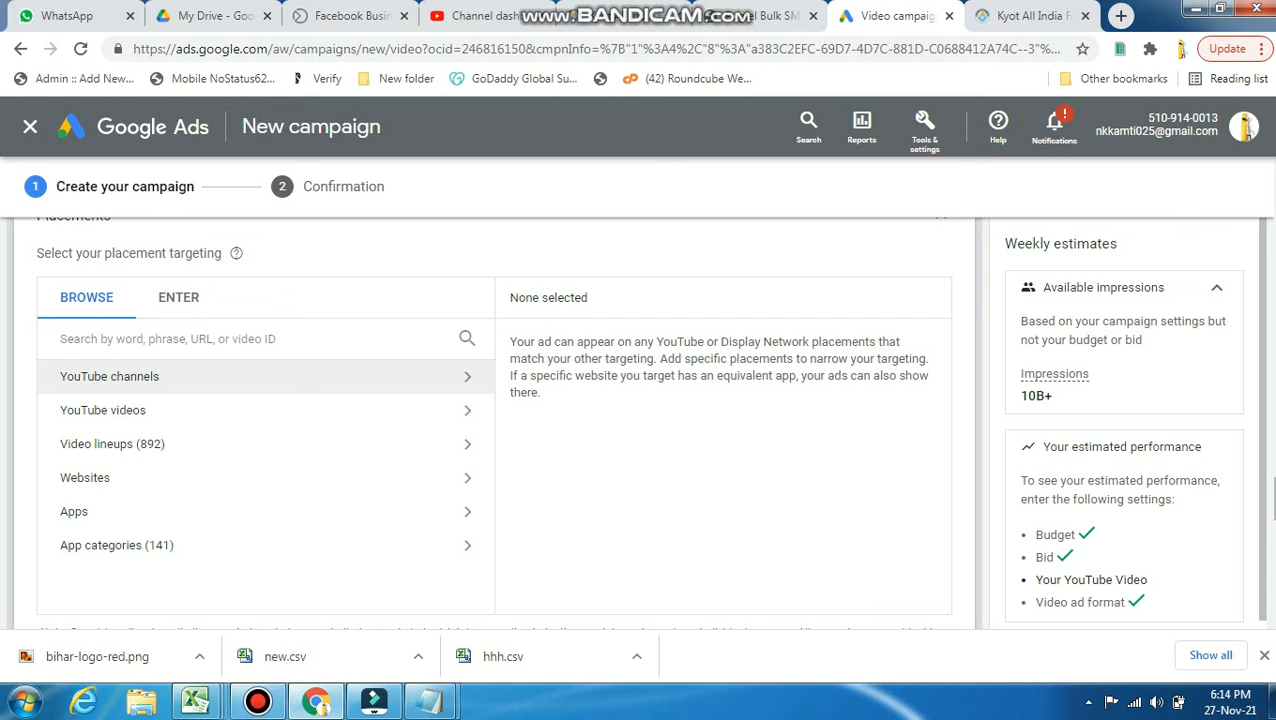 WhatsApp
My Drive - Goo
Facebook Busin
Channel dash
www.BANDICAM.com
el Bulk SM
Video campaig
Kyot All India F
https://ads.google.com/aw/campaigns/new/video?ocid=246816150&cmpnInfo=%7B"1"%3A4%2C"8"%3A"a383C2EFC-69D7-4D7C-881D-C0688412A74C--3"%...
Update
Admin :: Add New...
Mobile NoStatus62...
Verify
New folder
GoDaddy Global Su...
(42) Roundcube We...
Other bookmarks
Reading list
Google Ads
New campaign
Search
Reports
Tools & settings
Help
Notifications
510-914-0013
nkkamti025@gmail.com
1 Create your campaign
2 Confirmation
Placements
Select your placement targeting
BROWSE
ENTER
None selected
Search by word, phrase, URL, or video ID
YouTube channels
YouTube videos
Video lineups (892)
Websites
Apps
App categories (141)
Your ad can appear on any YouTube or Display Network placements that
match your other targeting. Add specific placements to narrow your targeting.
If a specific website you target has an equivalent app, your ads can also show
there.
Weekly estimates
Available impressions
Based on your campaign settings but
not your budget or bid
Impressions
10B+
Your estimated performance
To see your estimated performance,
enter the following settings:
• Budget
• Bid
• Your YouTube Video
• Video ad format
bihar-logo-red.png
new.csv
hhh.csv
Show all
6:14 PM
27-Nov-21